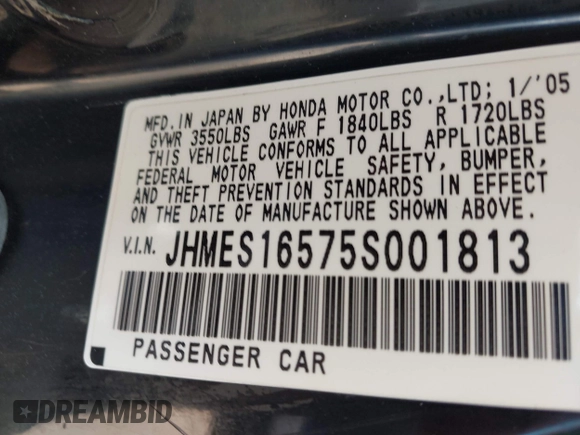 MFD. IN JAPAN BY HONDA MOTOR CO.,LTD; 1/'05
GVWR 3550LBS GAWR F 1840LBS R 1720LBS
THIS VEHICLE CONFORMS TO ALL APPLICABLE
FEDERAL MOTOR VEHICLE SAFETY, BUMPER,
AND THEFT PREVENTION STANDARDS IN EFFECT
ON THE DATE OF MANUFACTURE SHOWN ABOVE.
V.I.N. JHMES16575S001813
PASSENGER CAR
DREAMBID